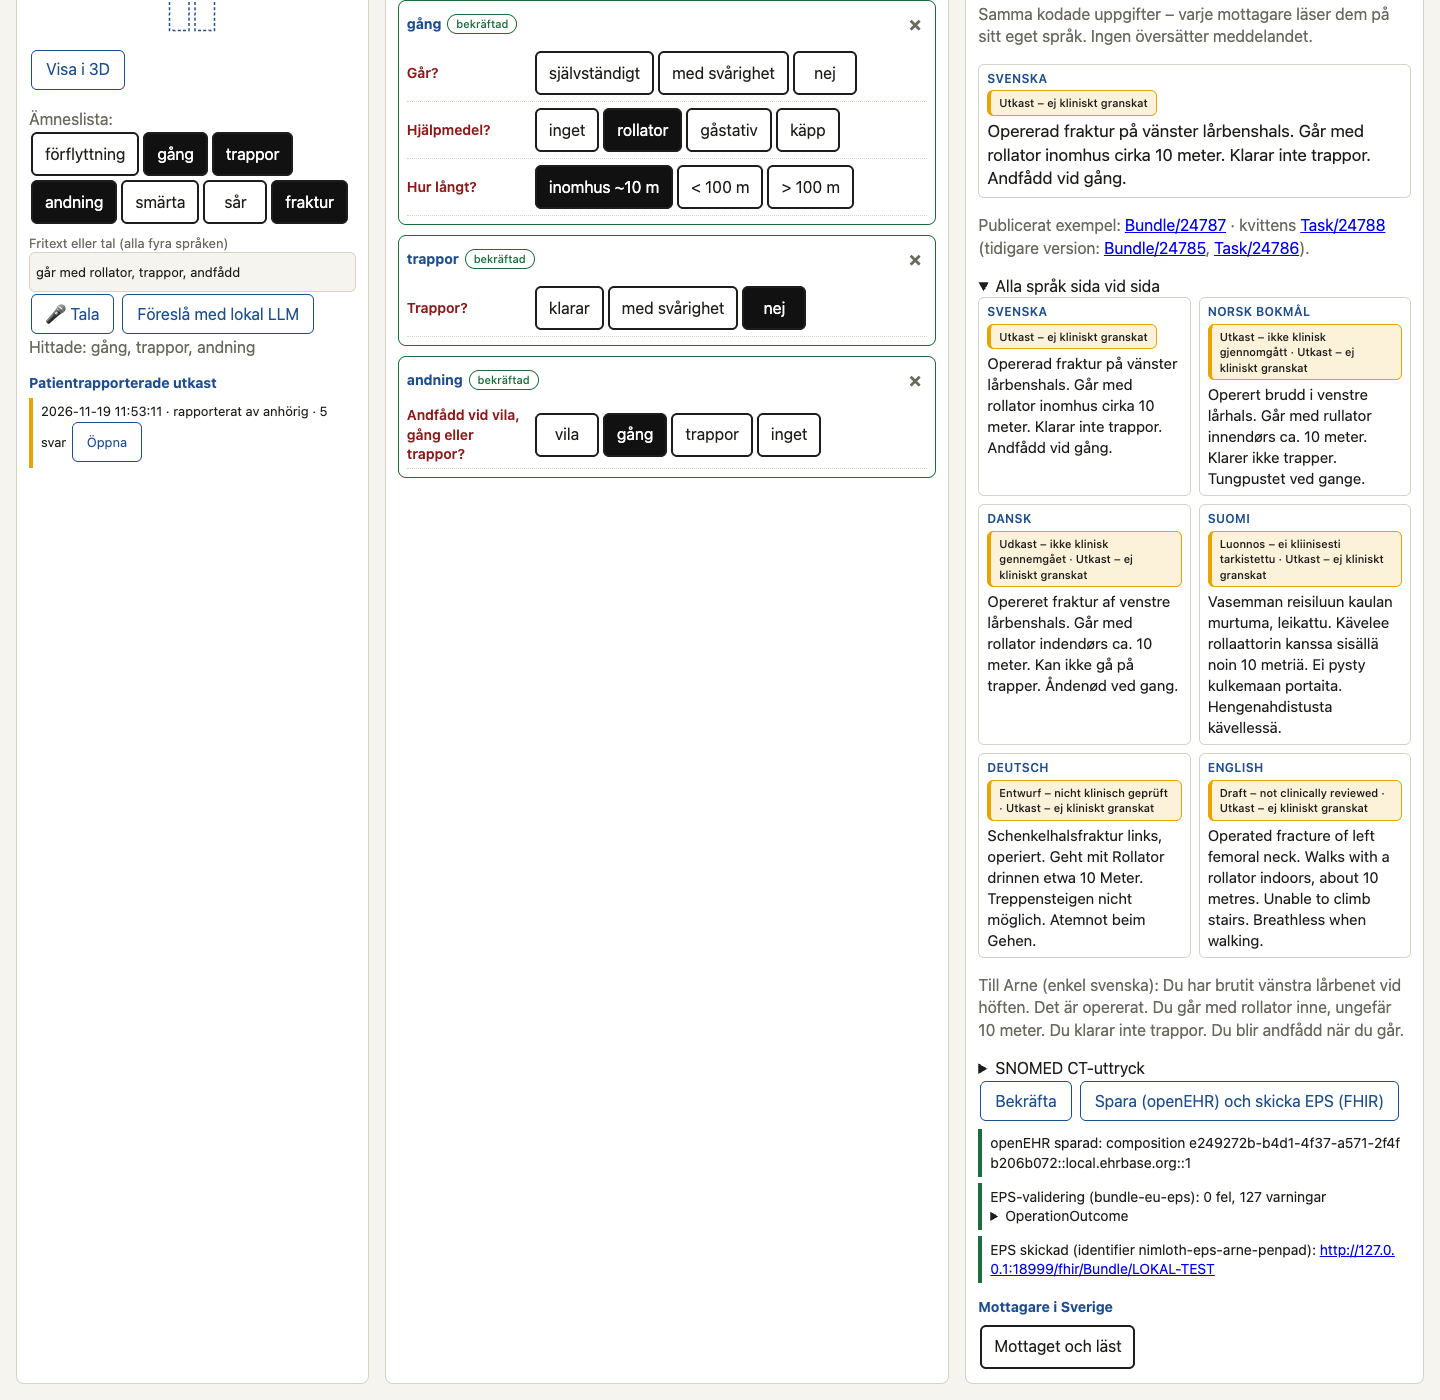 Visa i 3D
Ämneslista:
förflyttning gång trappor
andning smärta sår fraktur
Fritext eller tal (alla fyra språken)
går med rollator, trappor, andfådd
🎤 Tala Föreslå med lokal LLM
Hittade: gång, trappor, andning
Patientrapporterade utkast
2026-11-19 11:53:11 · rapporterat av anhörig · 5
svar Öppna
gång bekräftad ×
Går? självständigt med svårighet nej
Hjälpmedel? inget rollator gåstativ käpp
Hur långt? inomhus ~10 m < 100 m > 100 m
trappor bekräftad ×
Trappor? klarar med svårighet nej
andning bekräftad ×
Andfådd vid vila,
gång eller
trappor?
vila gång trappor inget
Samma kodade uppgifter – varje mottagare läser dem på
sitt eget språk. Ingen översätter meddelandet.
SVENSKA
Utkast – ej kliniskt granskat
Opererad fraktur på vänster lårbenshals. Går med
rollator inomhus cirka 10 meter. Klarar inte trappor.
Andfådd vid gång.
Publicerat exempel: Bundle/24787 · kvittens Task/24788
(tidigare version: Bundle/24785, Task/24786).
▼ Alla språk sida vid sida
SVENSKA
Utkast – ej kliniskt granskat
Opererad fraktur på vänster
lårbenshals. Går med
rollator inomhus cirka 10
meter. Klarar inte trappor.
Andfådd vid gång.
NORSK BOKMÅL
Utkast – ikke klinisk
gjennomgått · Utkast – ej
kliniskt granskat
Operert brudd i venstre
lårhals. Går med rullator
innendørs ca. 10 meter.
Klarer ikke trapper.
Tungpustet ved gange.
DANSK
Udkast – ikke klinisk
gennemgået · Utkast – ej
kliniskt granskat
Opereret fraktur af venstre
lårbenshals. Går med
rollator indendørs ca. 10
meter. Kan ikke gå på
trapper. Åndenød ved gang.
SUOMI
Luonnos – ei kliinisesti
tarkistettu · Utkast – ej kliniskt
granskat
Vasemman reisiluun kaulan
murtuma, leikattu. Kävelee
rollaattorin kanssa sisällä
noin 10 metriä. Ei pysty
kulkemaan portaita.
Hengenahdistusta
kävellessä.
DEUTSCH
Entwurf – nicht klinisch geprüft
· Utkast – ej kliniskt granskat
Schenkelhalsfraktur links,
operiert. Geht mit Rollator
drinnen etwa 10 Meter.
Treppensteigen nicht
möglich. Atemnot beim
Gehen.
ENGLISH
Draft – not clinically reviewed ·
Utkast – ej kliniskt granskat
Operated fracture of left
femoral neck. Walks with a
rollator indoors, about 10
metres. Unable to climb
stairs. Breathless when
walking.
Till Arne (enkel svenska): Du har brutit vänstra lårbenet vid
höften. Det är opererat. Du går med rollator inne, ungefär
10 meter. Du klarar inte trappor. Du blir andfådd när du går.
▶ SNOMED CT-uttryck
Bekräfta Spara (openEHR) och skicka EPS (FHIR)
openEHR sparad: composition e249272b-b4d1-4f37-a571-2f4f
b206b072::local.ehrbase.org::1
EPS-validering (bundle-eu-eps): 0 fel, 127 varningar
▶ OperationOutcome
EPS skickad (identifier nimloth-eps-arne-penpad): http://127.0.
0.1:18999/fhir/Bundle/LOKAL-TEST
Mottagare i Sverige
Mottaget och läst